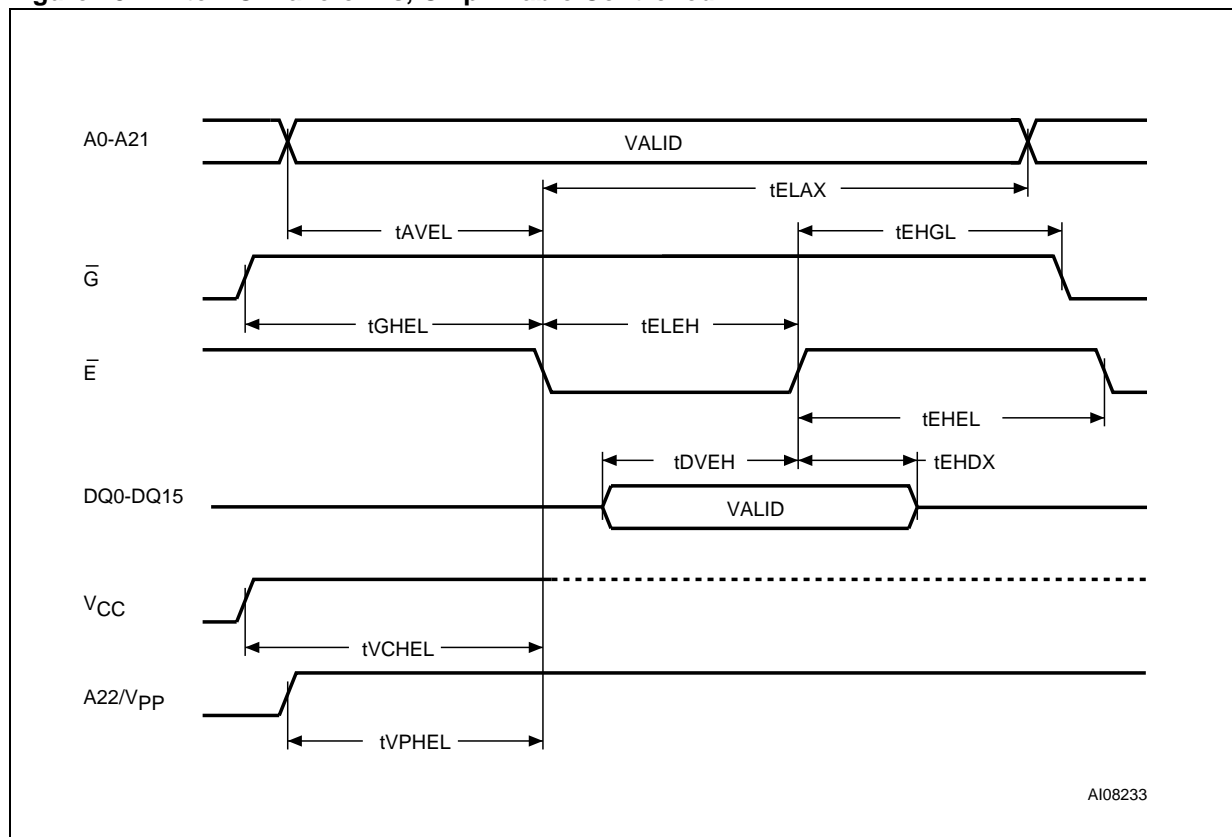 A0-A21
VALID
tELAX
tAVEL
tEHGL
G
tGHEL
tELEH
E
tEHEL
tDVEH
tEHDX
DQ0-DQ15
VALID
VCC
tVCHEL
A22/VPP
tVPHEL
AI08233